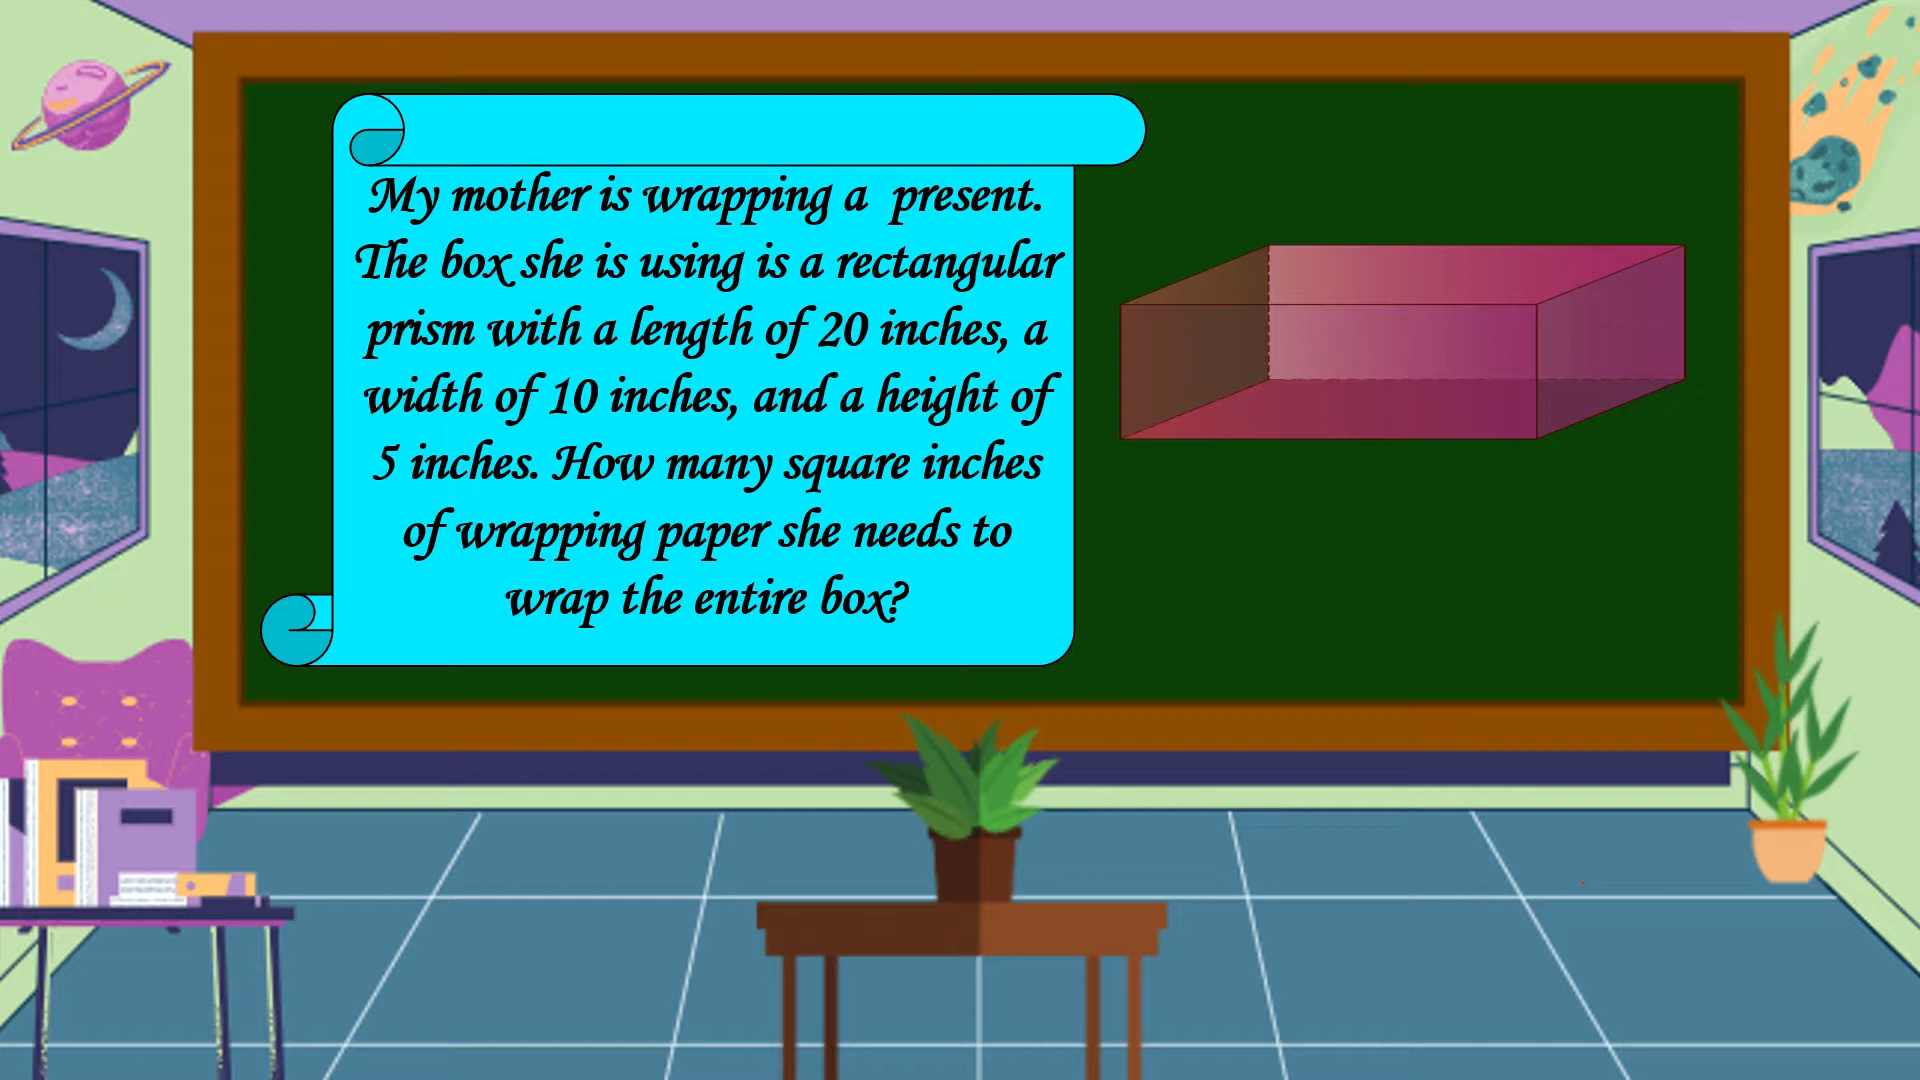 My mother is wrapping a present.
The box she is using is a rectangular
prism with a length of 20 inches, a
width of 10 inches, and a height of
5 inches. How many square inches
of wrapping paper she needs to
wrap the entire box?